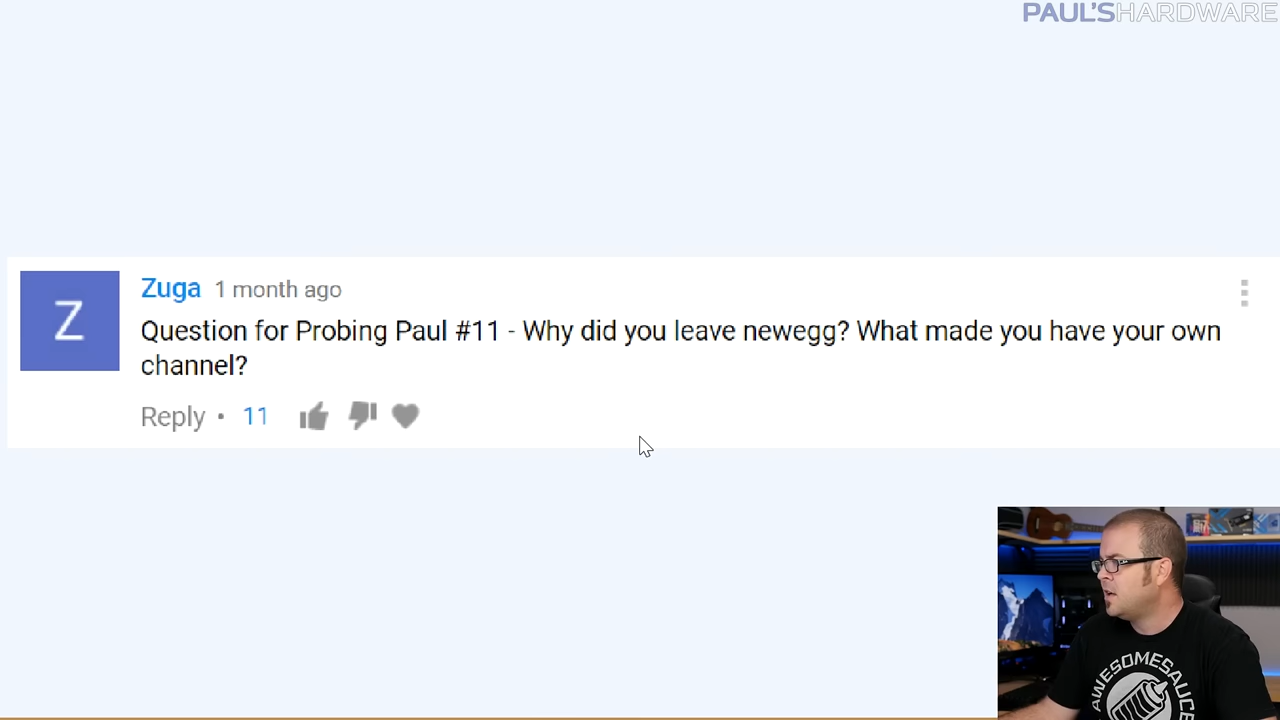 PAUL'SHARDWARE
Z
Zuga 1 month ago
Question for Probing Paul #11 - Why did you leave newegg? What made you have your own
channel?
Reply • 11
AWESOMESAUCE